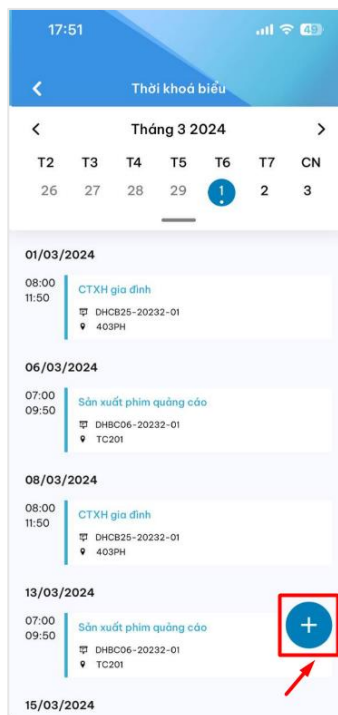 17:51
49
Thời khoá biểu
Tháng 3 2024
T2 T3 T4 T5 T6 T7 CN
26 27 28 29 1 2 3
01/03/2024
08:00 CTXH gia đình
11:50
DHCB25-20232-01
403PH
06/03/2024
07:00 Sản xuất phim quảng cáo
09:50
DHBC06-20232-01
TC201
08/03/2024
08:00 CTXH gia đình
11:50
DHCB25-20232-01
403PH
13/03/2024
07:00 Sản xuất phim quảng cáo
09:50
DHBC06-20232-01
TC201
15/03/2024